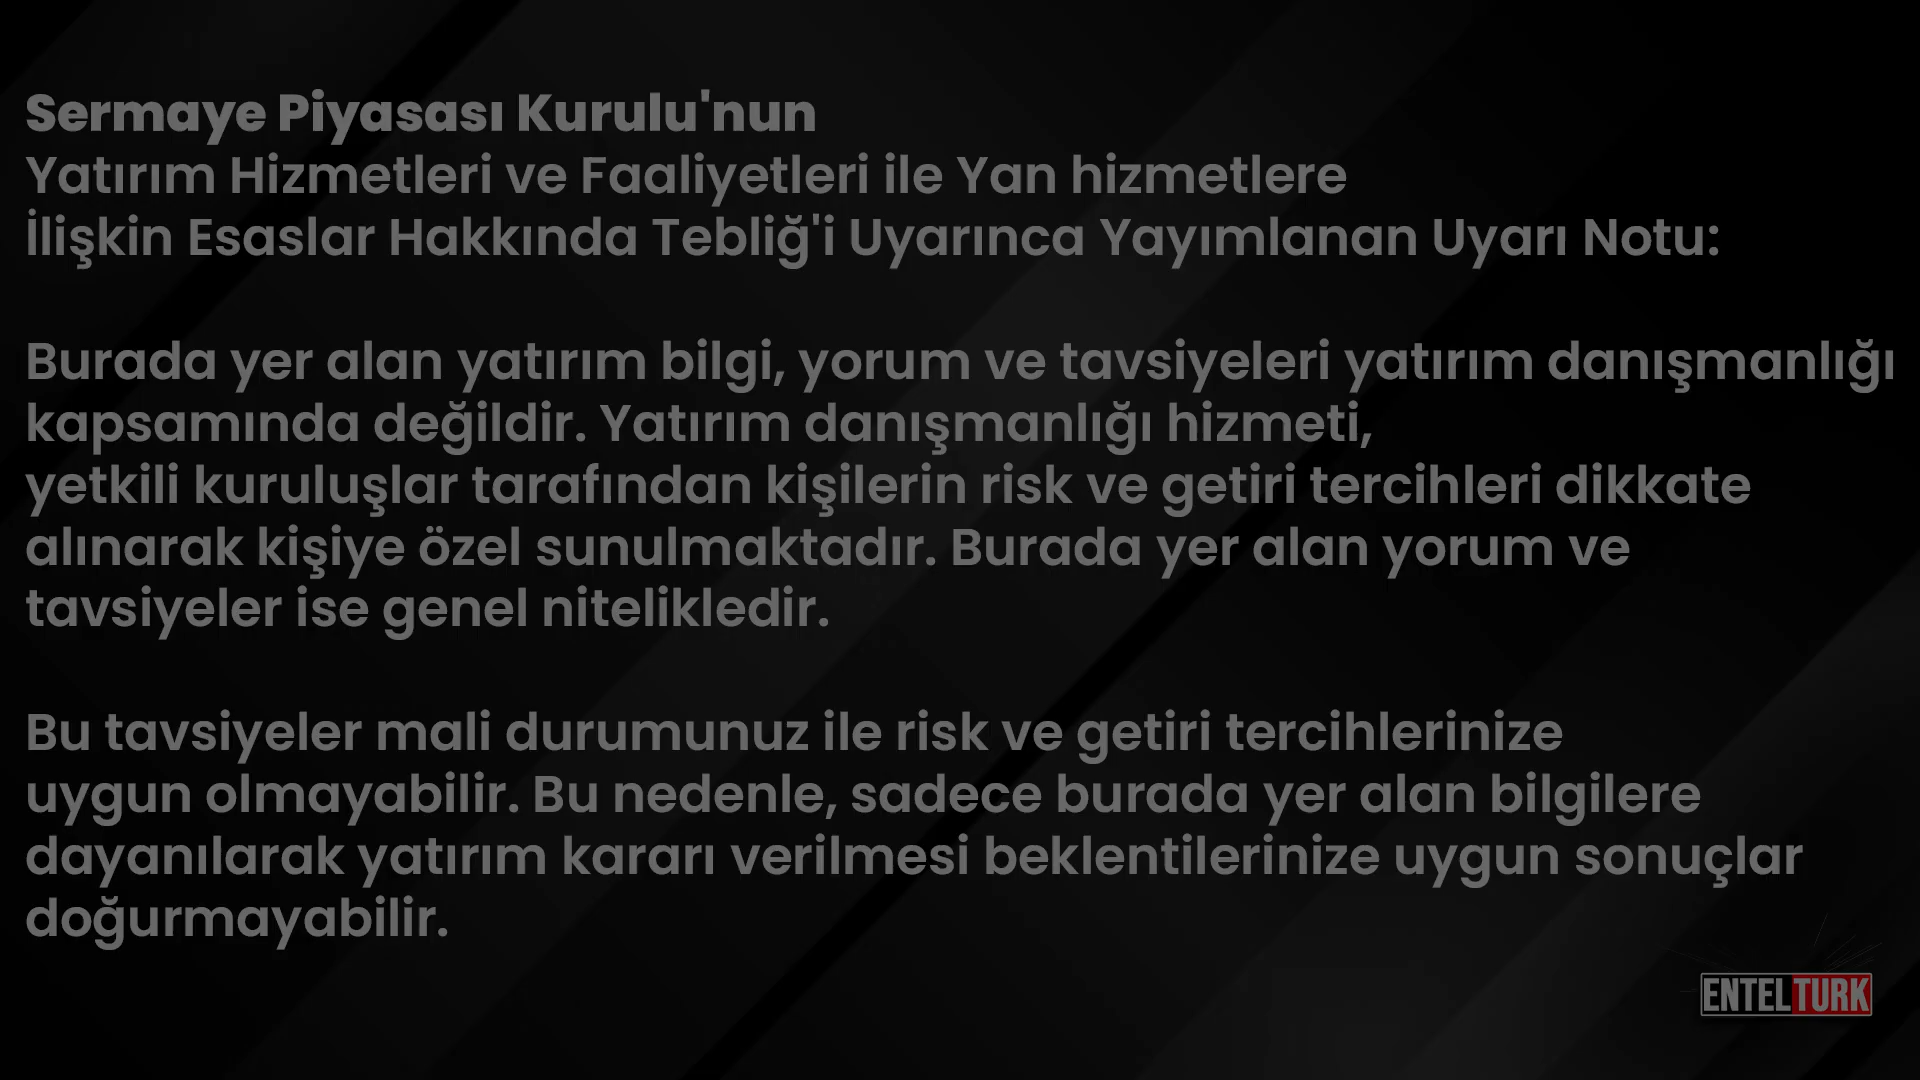 Sermaye Piyasası Kurulu'nun
Yatırım Hizmetleri ve Faaliyetleri ile Yan hizmetlere
İlişkin Esaslar Hakkında Tebliğ'i Uyarınca Yayımlanan Uyarı Notu:
Burada yer alan yatırım bilgi, yorum ve tavsiyeleri yatırım danışmanlığı
kapsamında değildir. Yatırım danışmanlığı hizmeti,
yetkili kuruluşlar tarafından kişilerin risk ve getiri tercihleri dikkate
alınarak kişiye özel sunulmaktadır. Burada yer alan yorum ve
tavsiyeler ise genel nitelikledir.
Bu tavsiyeler mali durumunuz ile risk ve getiri tercihlerinize
uygun olmayabilir. Bu nedenle, sadece burada yer alan bilgilere
dayanılarak yatırım kararı verilmesi beklentilerinize uygun sonuçlar
doğurmayabilir.
ENTELTURK